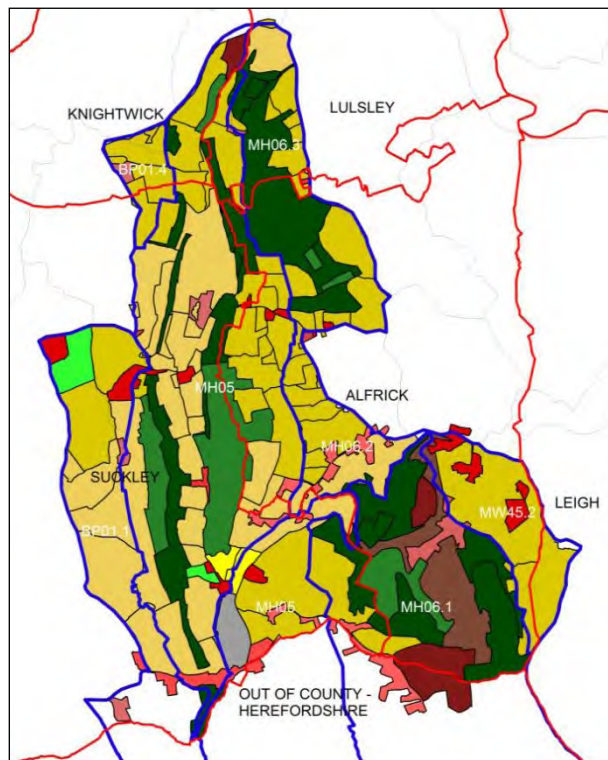 KNIGHTWICK
LULSLEY
MH06.3
BP01.4
MH05
ALFRICK
MH06.2
SUCKLEY
MW45.2
LEIGH
BP01.1
MH05
MH06.1
OUT OF COUNTY -
HEREFORDSHIRE